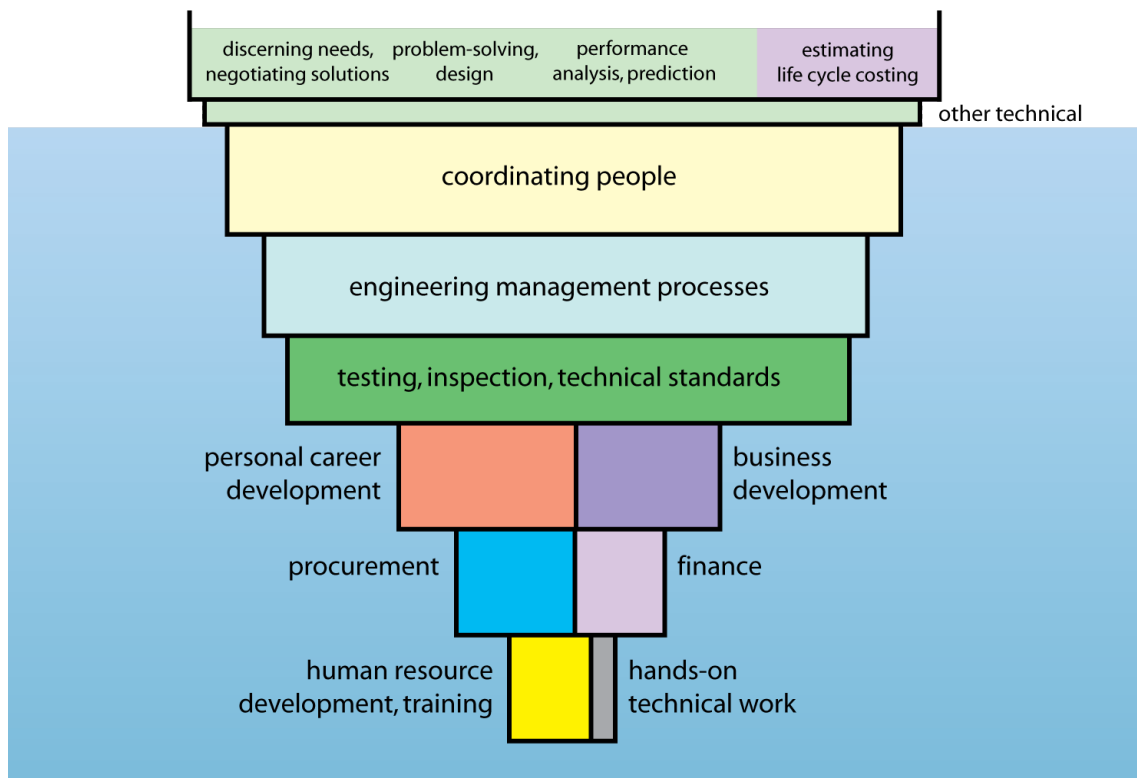 discerning needs,
negotiating solutions
problem-solving,
design
performance
analysis, prediction
estimating
life cycle costing
other technical
coordinating people
engineering management processes
testing, inspection, technical standards
personal career
development
business
development
procurement
finance
human resource
development, training
hands-on
technical work